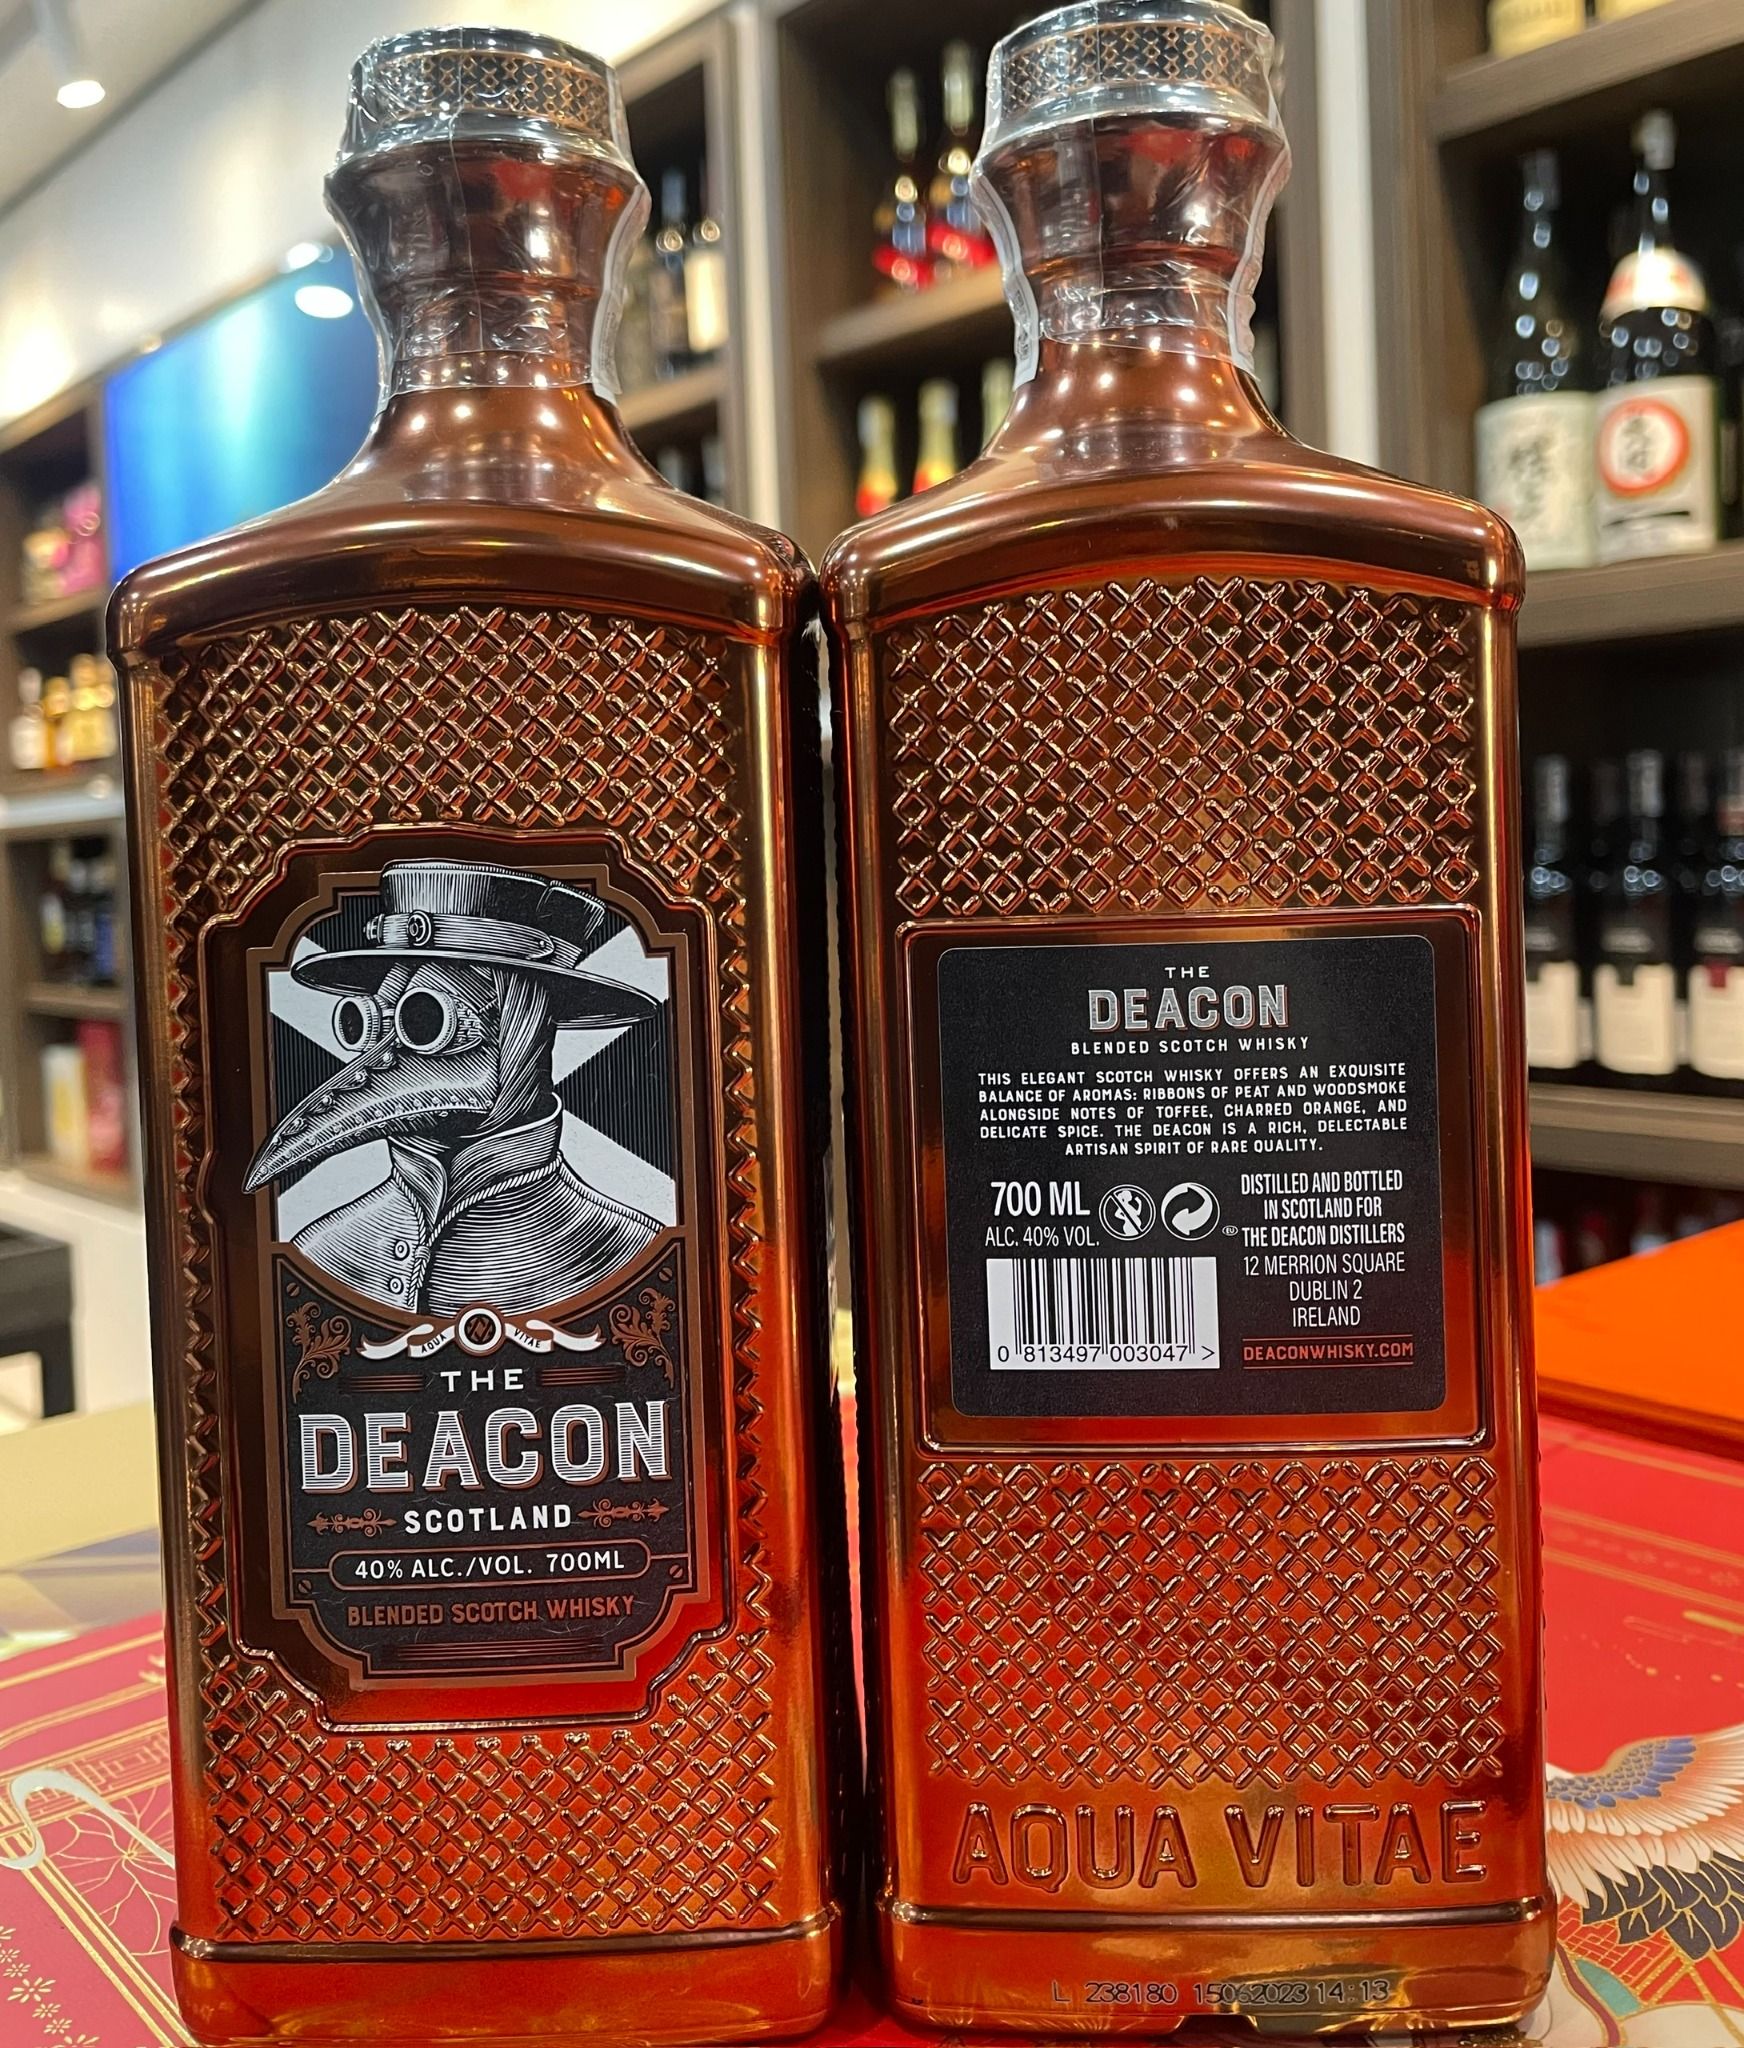 AQUA VITAE
THE
DEACON
SCOTLAND
40% ALC./VOL. 700ML
BLENDED SCOTCH WHISKY
THE
DEACON
BLENDED SCOTCH WHISKY
THIS ELEGANT SCOTCH WHISKY OFFERS AN EXQUISITE
BALANCE OF AROMAS: RIBBONS OF PEAT AND WOODSMOKE
ALONGSIDE NOTES OF TOFFEE, CHARRED ORANGE, AND
DELICATE SPICE. THE DEACON IS A RICH, DELECTABLE
ARTISAN SPIRIT OF RARE QUALITY.
700 ML
ALC. 40% VOL.
EU
DISTILLED AND BOTTLED
IN SCOTLAND FOR
THE DEACON DISTILLERS
12 MERRION SQUARE
DUBLIN 2
IRELAND
DEACONWHISKY.COM
0 813497 003047 >
AQUA VITAE
L 238180 15062023 14:13